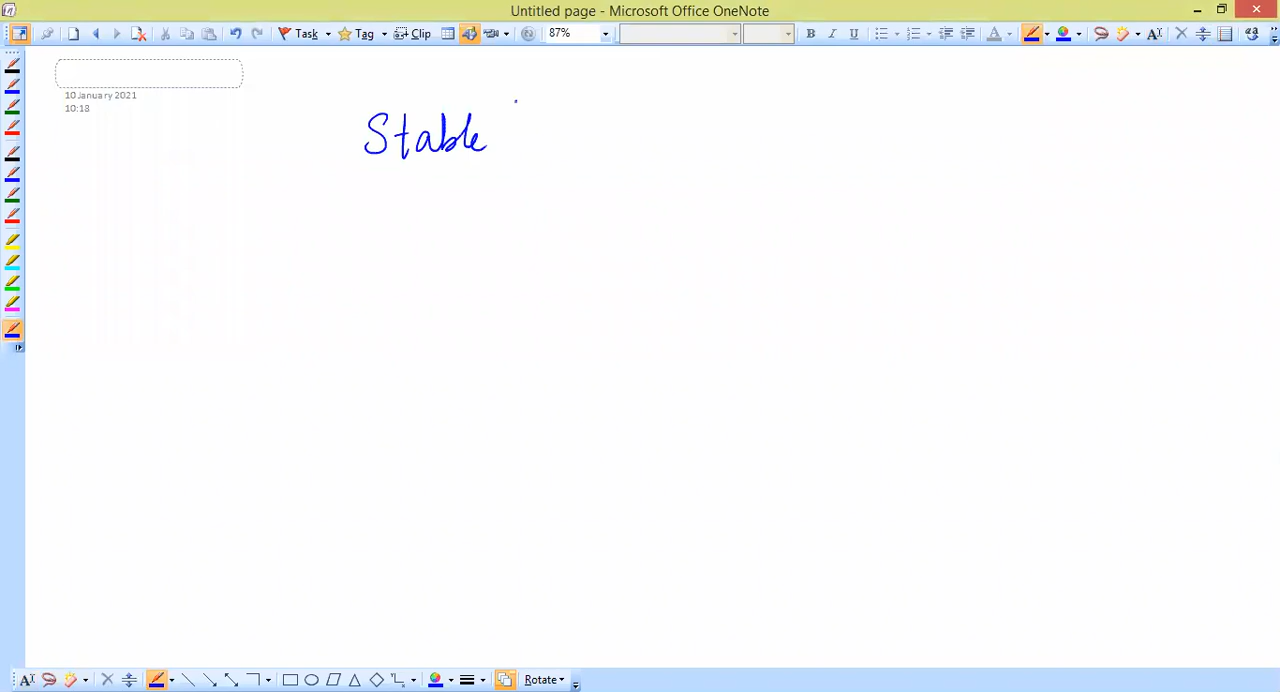 Untitled page - Microsoft Office OneNote
Task Tag Clip 87% B I U
10 January 2021
10:18
Stable
Rotate